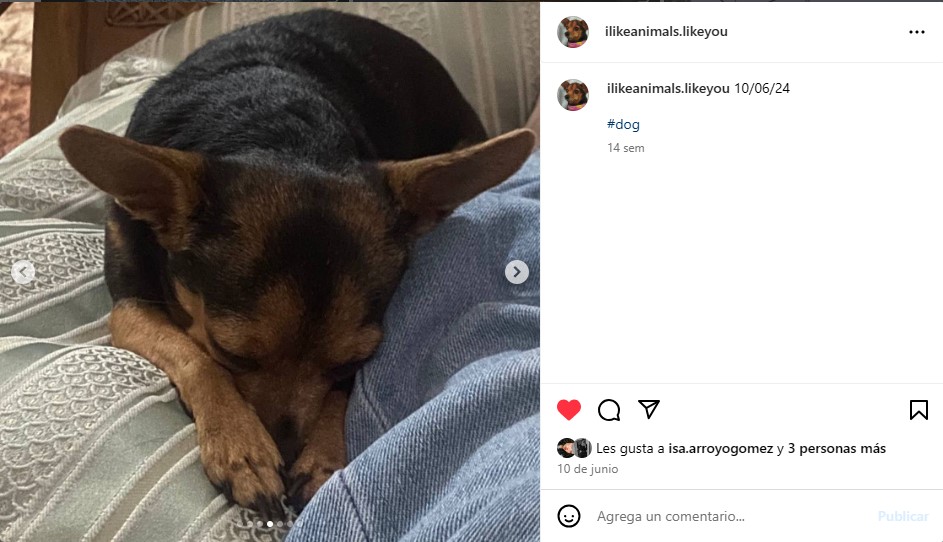 ilikeanimals.likeyou
ilikeanimals.likeyou 10/06/24
#dog
14 sem
Les gusta a isa.arroyogomez y 3 personas más
10 de junio
Agrega un comentario...
Publicar